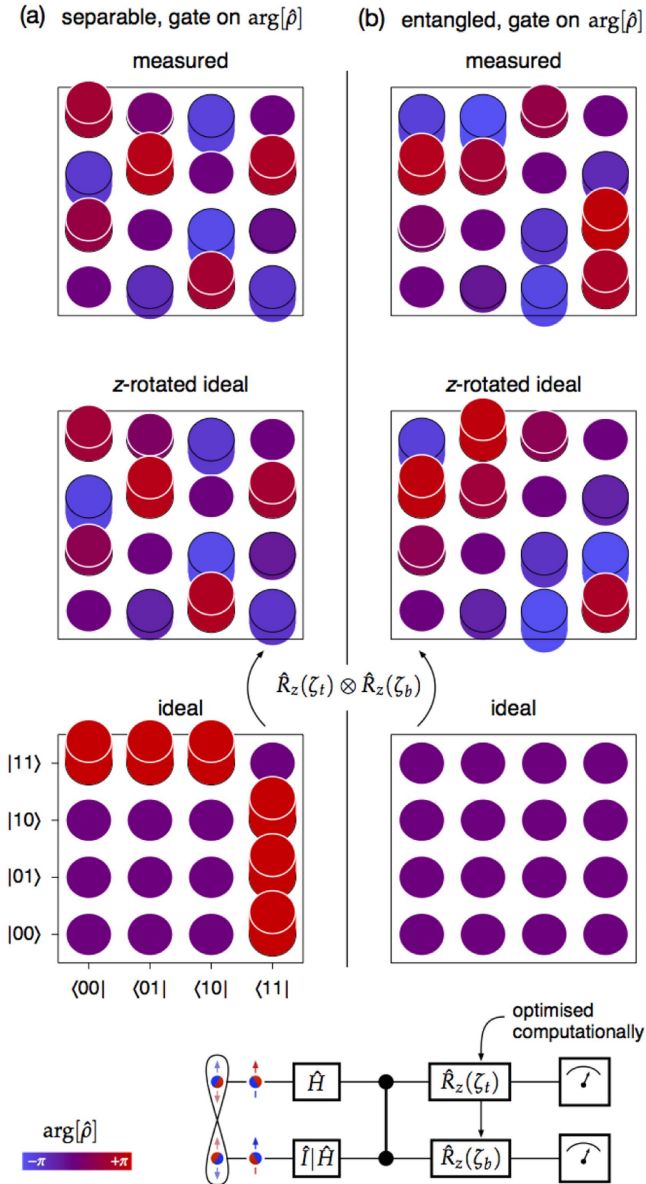 (a) separable, gate on arg[ρ̂]
(b) entangled, gate on arg[ρ̂]
measured
measured
z-rotated ideal
z-rotated ideal
R̂z(ζt) ⊗ R̂z(ζb)
ideal
ideal
|11⟩
|10⟩
|01⟩
|00⟩
⟨00| ⟨01| ⟨10| ⟨11|
optimised
computationally
Ĥ R̂z(ζt)
arg[ρ̂]
−π +π
Î|Ĥ R̂z(ζb)